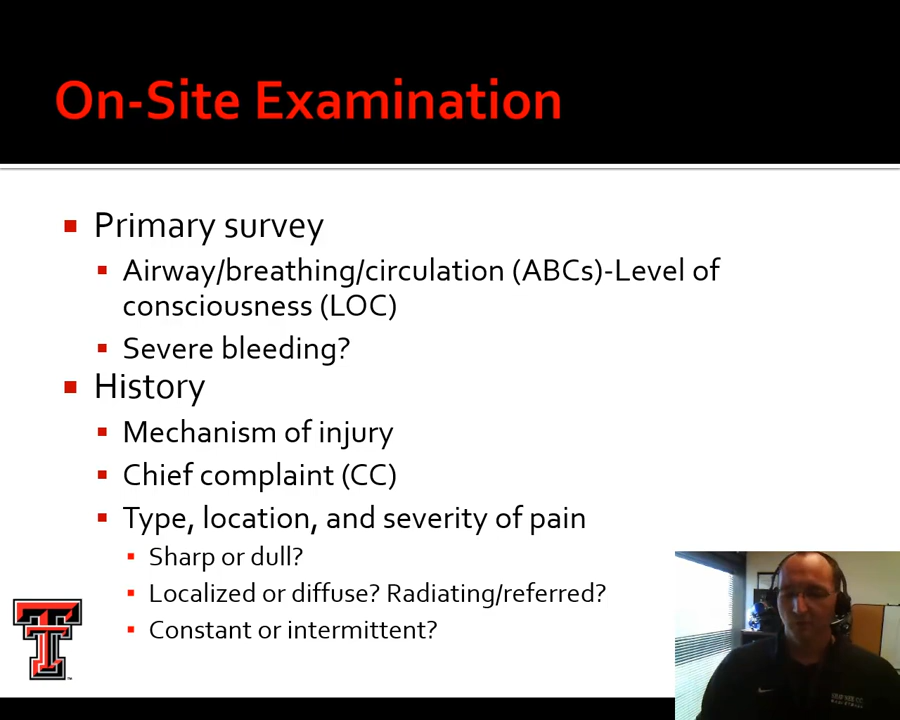 On-Site Examination
Primary survey
Airway/breathing/circulation (ABCs)-Level of
consciousness (LOC)
Severe bleeding?
History
Mechanism of injury
Chief complaint (CC)
Type, location, and severity of pain
Sharp or dull?
Localized or diffuse? Radiating/referred?
Constant or intermittent?